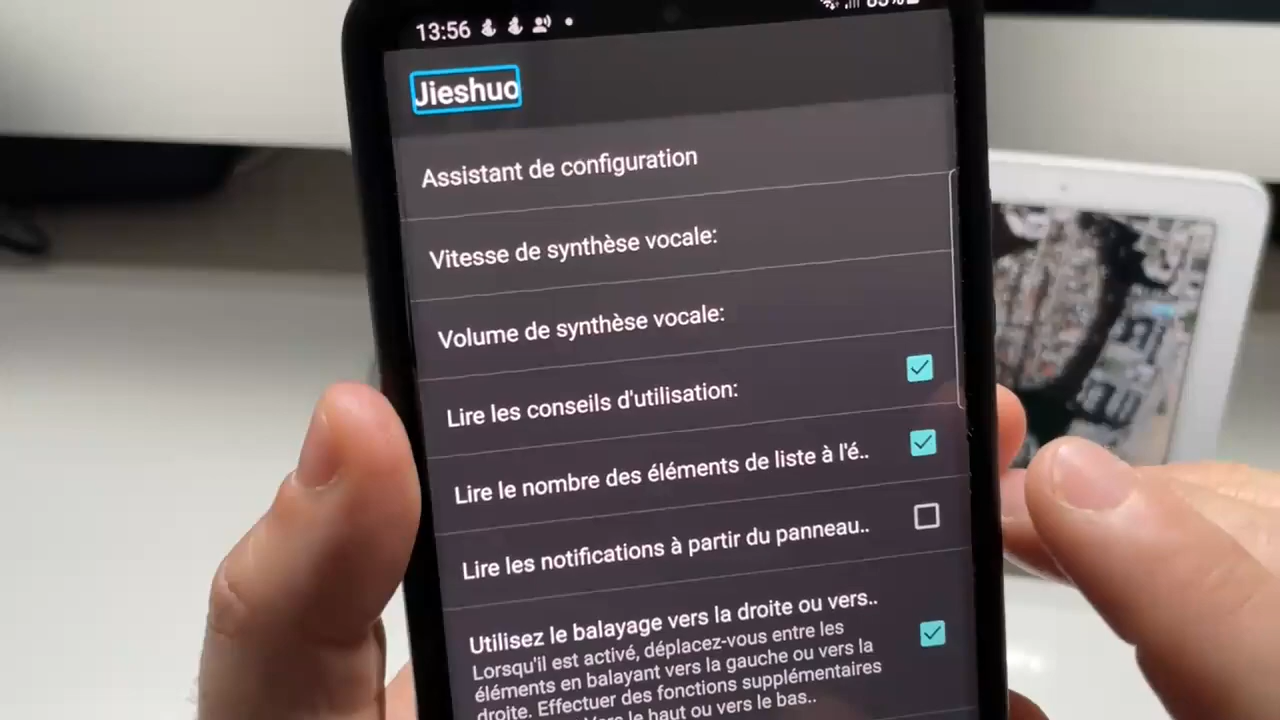 13:56
Jieshuo
Assistant de configuration
Vitesse de synthèse vocale:
Volume de synthèse vocale:
Lire les conseils d'utilisation:
Lire le nombre des éléments de liste à l'é..
Lire les notifications à partir du panneau..
Utilisez le balayage vers la droite ou vers..
Lorsqu'il est activé, déplacez-vous entre les
éléments en balayant vers la gauche ou vers la
droite. Effectuer des fonctions supplémentaires
Vers le haut ou vers le bas..